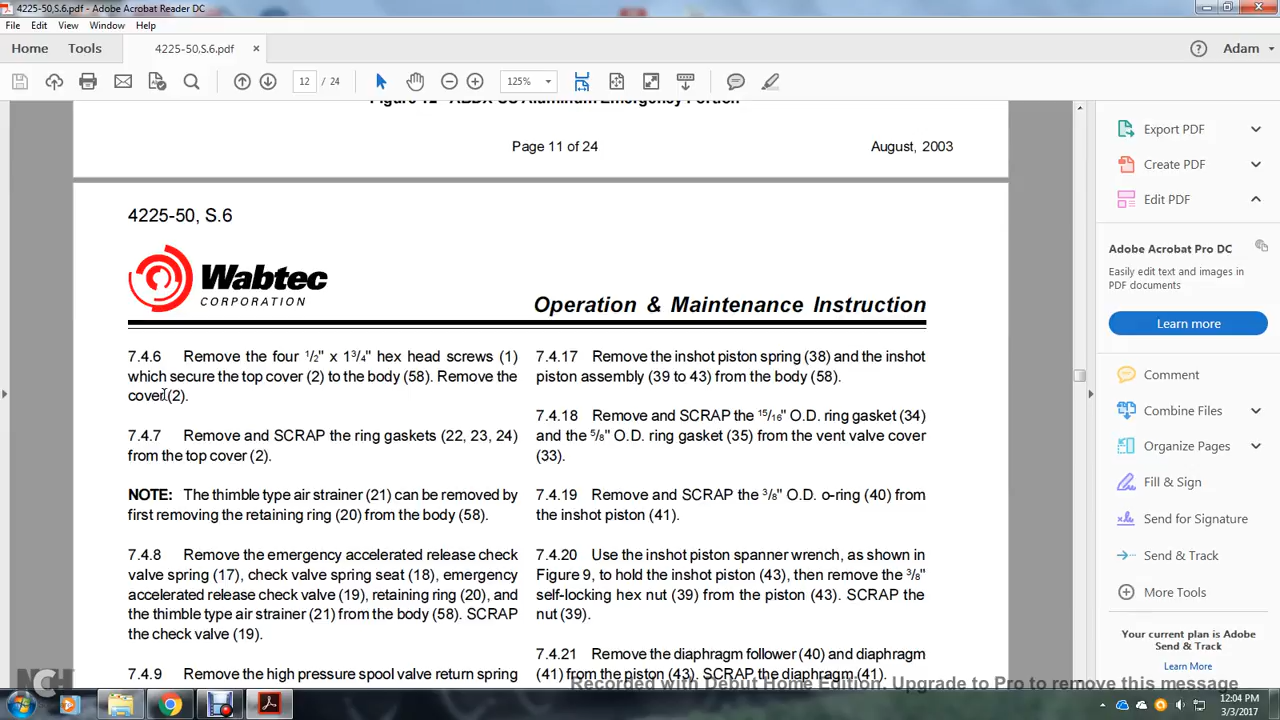 4225-50,S.6.pdf - Adobe Acrobat Reader DC
File Edit View Window Help
Home Tools 4225-50,S.6.pdf × Adam
12 / 24 125%
Figure 12 - ABDX-SS Aluminum Emergency Portion
Page 11 of 24 August, 2003
4225-50, S.6
Wabtec
CORPORATION
Operation & Maintenance Instruction
7.4.6 Remove the four 1/2" x 1 3/4" hex head screws (1)
which secure the top cover (2) to the body (58). Remove the
cover (2).
7.4.7 Remove and SCRAP the ring gaskets (22, 23, 24)
from the top cover (2).
NOTE: The thimble type air strainer (21) can be removed by
first removing the retaining ring (20) from the body (58).
7.4.8 Remove the emergency accelerated release check
valve spring (17), check valve spring seat (18), emergency
accelerated release check valve (19), retaining ring (20), and
the thimble type air strainer (21) from the body (58). SCRAP
the check valve (19).
7.4.9 Remove the high pressure spool valve return spring
7.4.17 Remove the inshot piston spring (38) and the inshot
piston assembly (39 to 43) from the body (58).
7.4.18 Remove and SCRAP the 15/16" O.D. ring gasket (34)
and the 5/8" O.D. ring gasket (35) from the vent valve cover
(33).
7.4.19 Remove and SCRAP the 3/8" O.D. o-ring (40) from
the inshot piston (41).
7.4.20 Use the inshot piston spanner wrench, as shown in
Figure 9, to hold the inshot piston (43), then remove the 3/8"
self-locking hex nut (39) from the piston (43). SCRAP the
nut (39).
7.4.21 Remove the diaphragm follower (40) and diaphragm
(41) from the piston (43). SCRAP the diaphragm (41).
Export PDF
Create PDF
Edit PDF
Adobe Acrobat Pro DC
Easily edit text and images in
PDF documents
Learn more
Comment
Combine Files
Organize Pages
Fill & Sign
Send for Signature
Send & Track
More Tools
Your current plan is Adobe
Send & Track
Learn More
NCH
Recorded with Debut Home Edition. Upgrade to Pro to remove this message
12:04 PM
3/3/2017